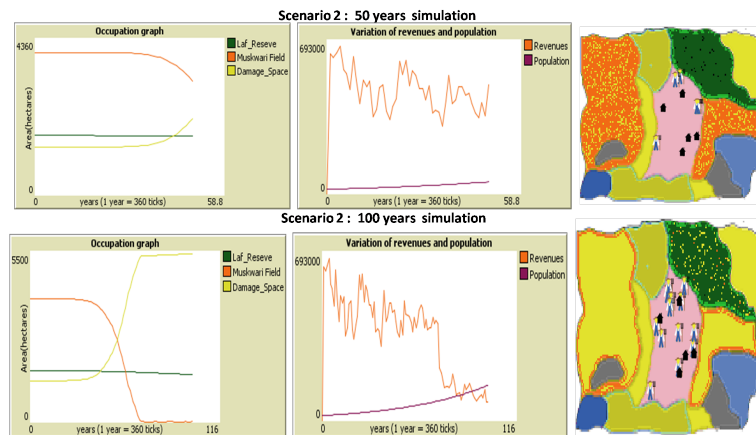 Scenario 2 : 50 years simulation
Occupation graph
4360
Area(hectares)
0
0
58.8
years (1 year = 360 ticks)
Laf_Reseve
Muskwari Field
Damage_Space
Variation of revenues and population
693000
0
0
58.8
years (1 year = 360 ticks)
Revenues
Population
Scenario 2 : 100 years simulation
Occupation graph
5500
Area(hectares)
0
0
116
years (1 year = 360 ticks)
Laf_Reseve
Muskwari Field
Damage_Space
Variation of revenues and population
693000
0
0
116
years (1 year = 360 ticks)
Revenues
Population